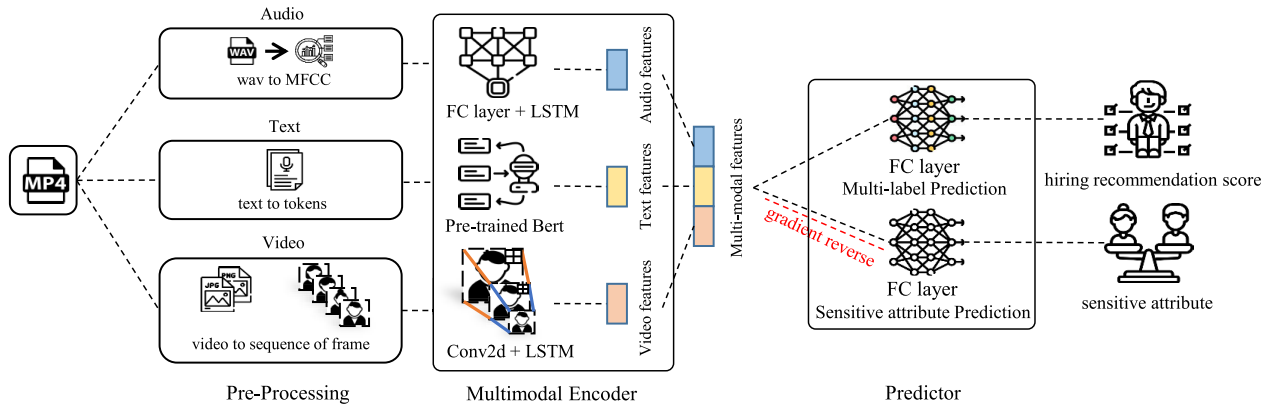 Audio
WAV
wav to MFCC
Text
text to tokens
MP4
Video
JPG
PNG
video to sequence of frame
Pre-Processing
FC layer + LSTM
Audio features
Pre-trained Bert
Text features
Conv2d + LSTM
Video features
Multimodal Encoder
Multi-modal features
gradient reverse
FC layer
Multi-label Prediction
FC layer
Sensitive attribute Prediction
Predictor
hiring recommendation score
sensitive attribute